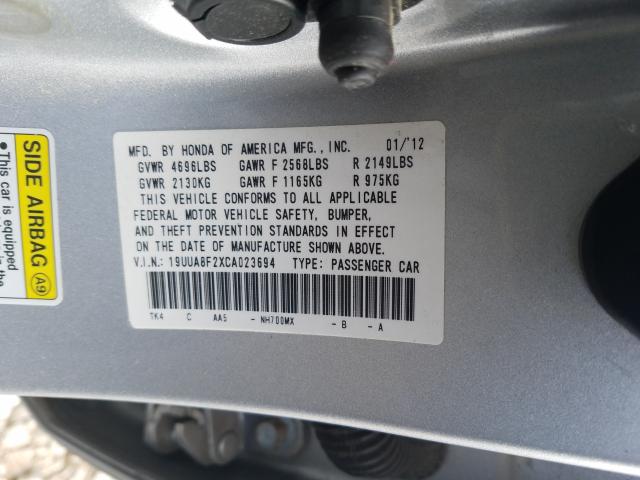 MFD. BY HONDA OF AMERICA MFG., INC. 01/'12
GVWR 4696LBS GAWR F 2568LBS R 2149LBS
GVWR 2130KG GAWR F 1165KG R 975KG
THIS VEHICLE CONFORMS TO ALL APPLICABLE
FEDERAL MOTOR VEHICLE SAFETY, BUMPER,
AND THEFT PREVENTION STANDARDS IN EFFECT
ON THE DATE OF MANUFACTURE SHOWN ABOVE.
V.I.N.: 19UUA8F2XCA023694 TYPE: PASSENGER CAR
TK4 C AA5 - NH700MX - B - A
SIDE AIRBAG A9
●This car is equipped